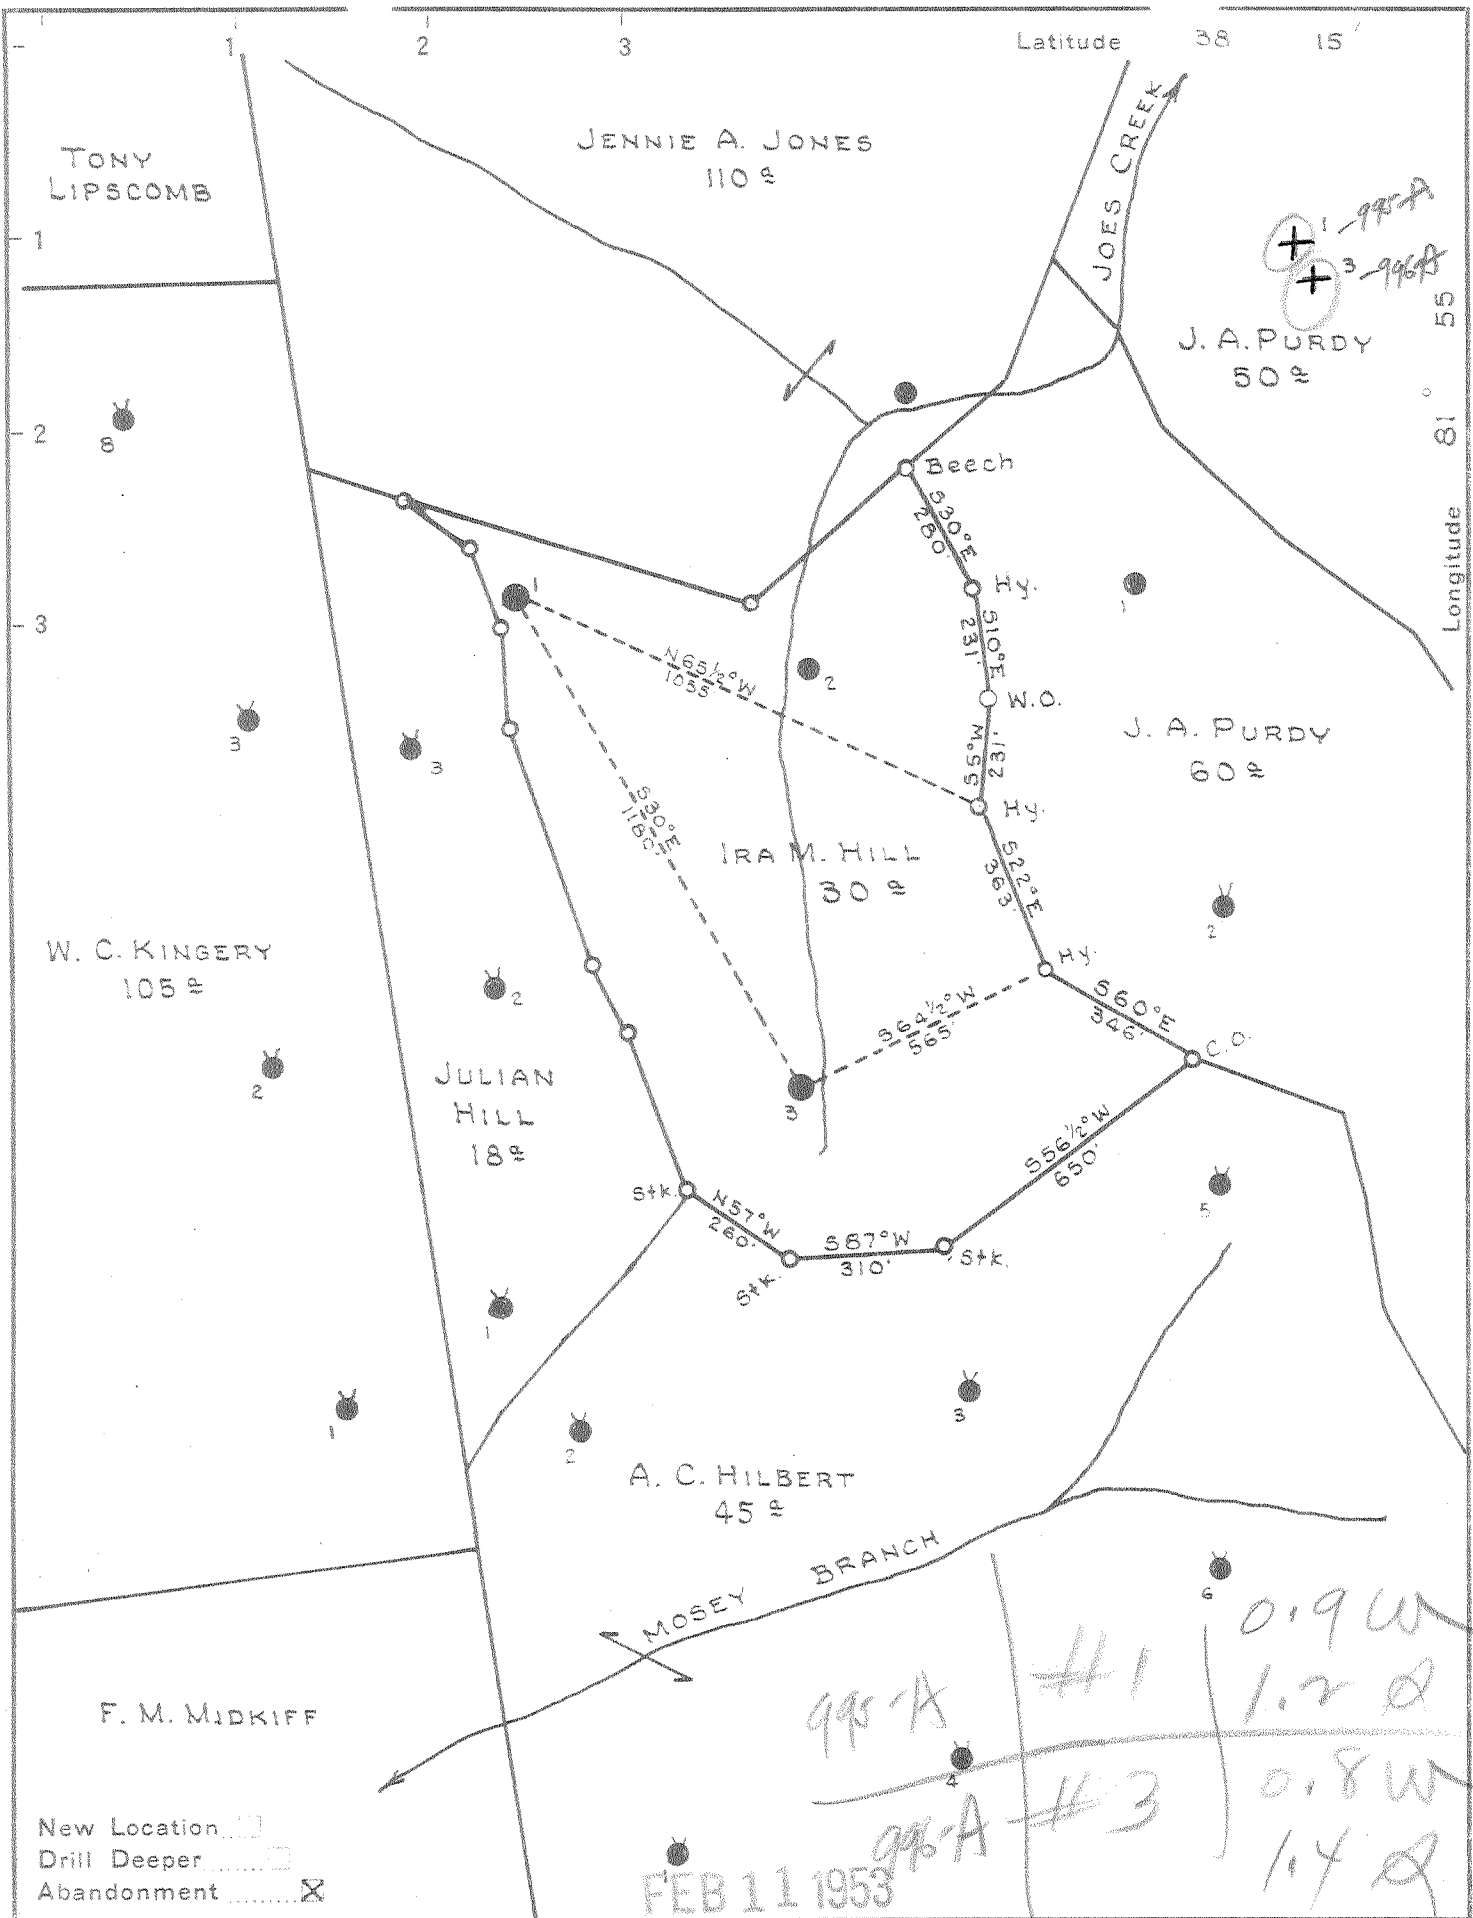 1 2 3 Latitude 38 15'
TONY
LIPSCOMB
JENNIE A. JONES
110 a
JOES CREEK
1 -995-A
3 -996A
1
J. A. PURDY
50 a
Longitude 81° 55
2
8
Beech
S30°E
280'
Hy.
1
1
3
S10°E
231'
2
N65½°W
1055'
W.O.
3
3
J. A. PURDY
60 a
S5°W
231'
Hy.
S30°E
1180'
IRA M. HILL
30 a
S22°E
363'
2
W. C. KINGERY
105 a
Hy.
2
S60°E
346'
S64½°W
565'
C.O.
2
JULIAN
HILL
18 a
3
S56½°W
650'
Stk.
N57°W
260'
5
S87°W
310'
Stk.
Stk.
1
1
3
2
A. C. HILBERT
45 a
MOSEY BRANCH
6
F. M. MIDKIFF
995-A #1 0.9 W
1.2 S
4
996-A #3 0.8 W
1.4 S
New Location
Drill Deeper
Abandonment X
1
FEB 11 1953